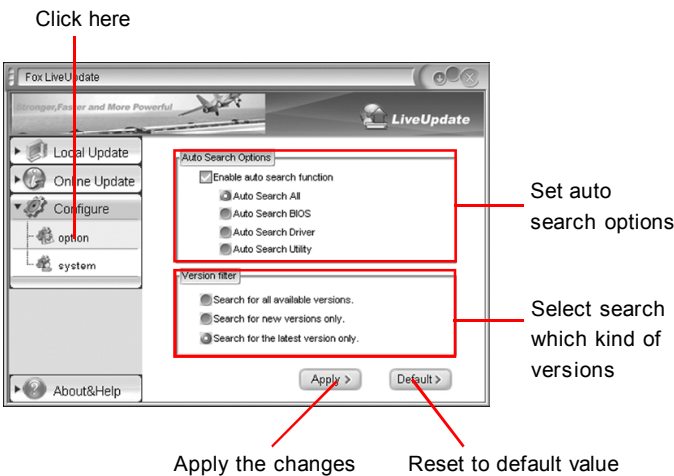 Click here
Fox LiveUpdate
Stronger,Faster and More Powerful
LiveUpdate
Local Update
Online Update
Configure
option
system
About&Help
Auto Search Options
Enable auto search function
Auto Search All
Auto Search BIOS
Auto Search Driver
Auto Search Utility
Set auto
search options
Version filter
Search for all available versions.
Search for new versions only.
Search for the latest version only.
Select search
which kind of
versions
Apply >
Default >
Apply the changes
Reset to default value